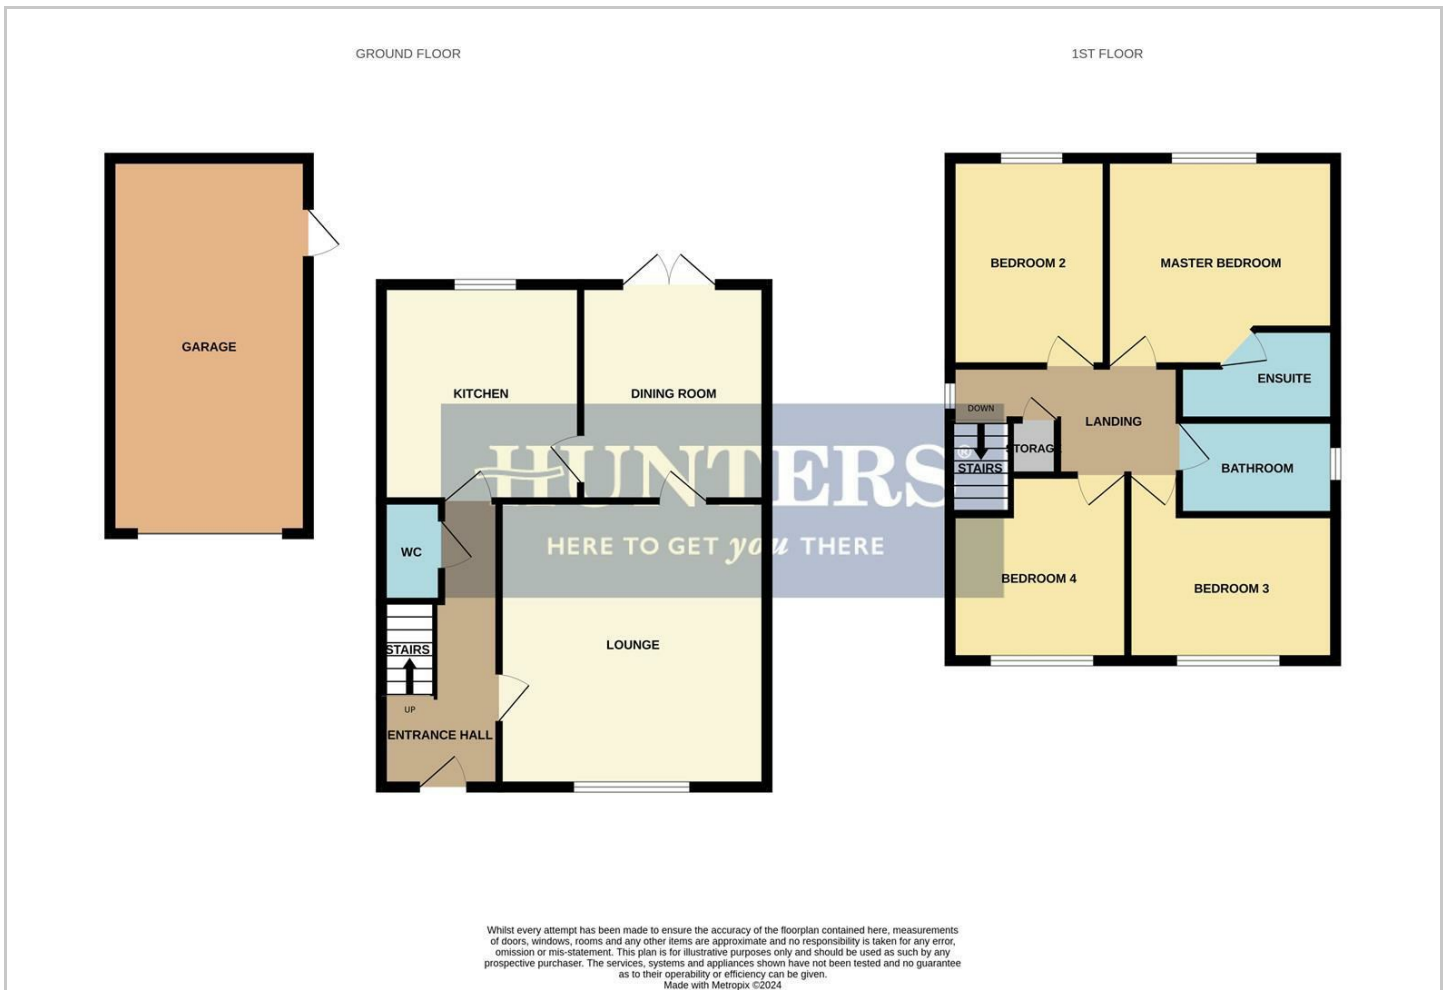 GROUND FLOOR
1ST FLOOR
GARAGE
KITCHEN
DINING ROOM
WC
STAIRS
UP
ENTRANCE HALL
LOUNGE
BEDROOM 2
MASTER BEDROOM
ENSUITE
DOWN
LANDING
STORAGE
STAIRS
BATHROOM
BEDROOM 4
BEDROOM 3
HUNTERS®
HERE TO GET you THERE
Whilst every attempt has been made to ensure the accuracy of the floorplan contained here, measurements
of doors, windows, rooms and any other items are approximate and no responsibility is taken for any error,
omission or mis-statement. This plan is for illustrative purposes only and should be used as such by any
prospective purchaser. The services, systems and appliances shown have not been tested and no guarantee
as to their operability or efficiency can be given.
Made with Metropix ©2024